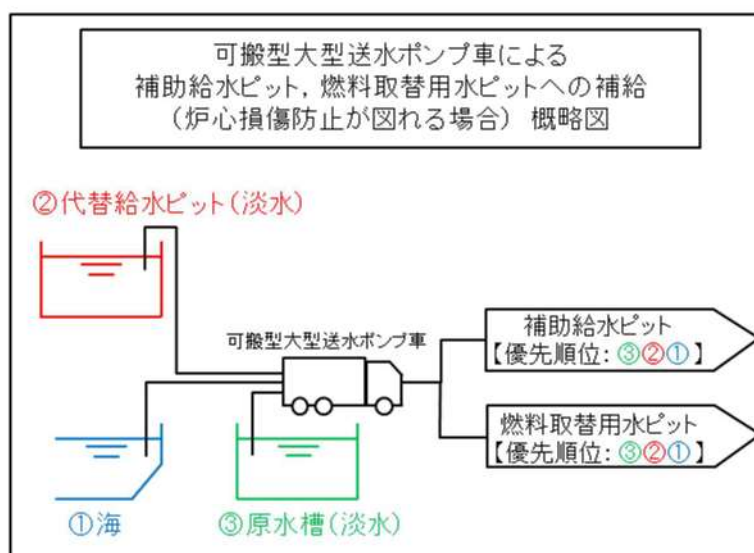 可搬型大型送水ポンプ車による
補助給水ピット，燃料取替用水ピットへの補給
（炉心損傷防止が図れる場合） 概略図
②代替給水ピット(淡水)
可搬型大型送水ポンプ車
補助給水ピット
【優先順位：③②①】
燃料取替用水ピット
【優先順位：③②①】
①海
③原水槽(淡水)